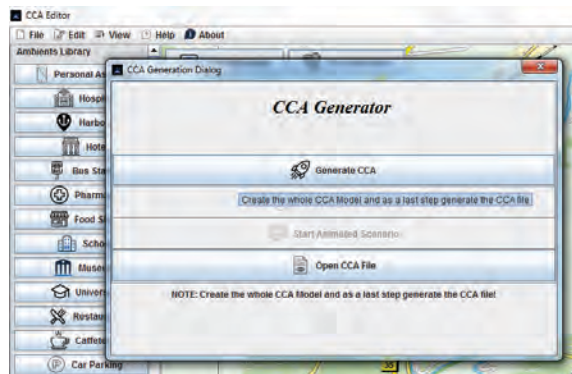 CCA Editor
File Edit View Help About
Ambients Library
CCA Generation Dialog
Personal As
CCA Generator
Hospi
Harbo
Hote
Generate CCA
Bus Sta
Create the whole CCA Model and as a last step generate the CCA file
Pharm
Food S
Start Animated Scenario
Scho
Open CCA File
Museu
Univers
NOTE: Create the whole CCA Model and as a last step generate the CCA file!
Restau
Caffete
Car Parking